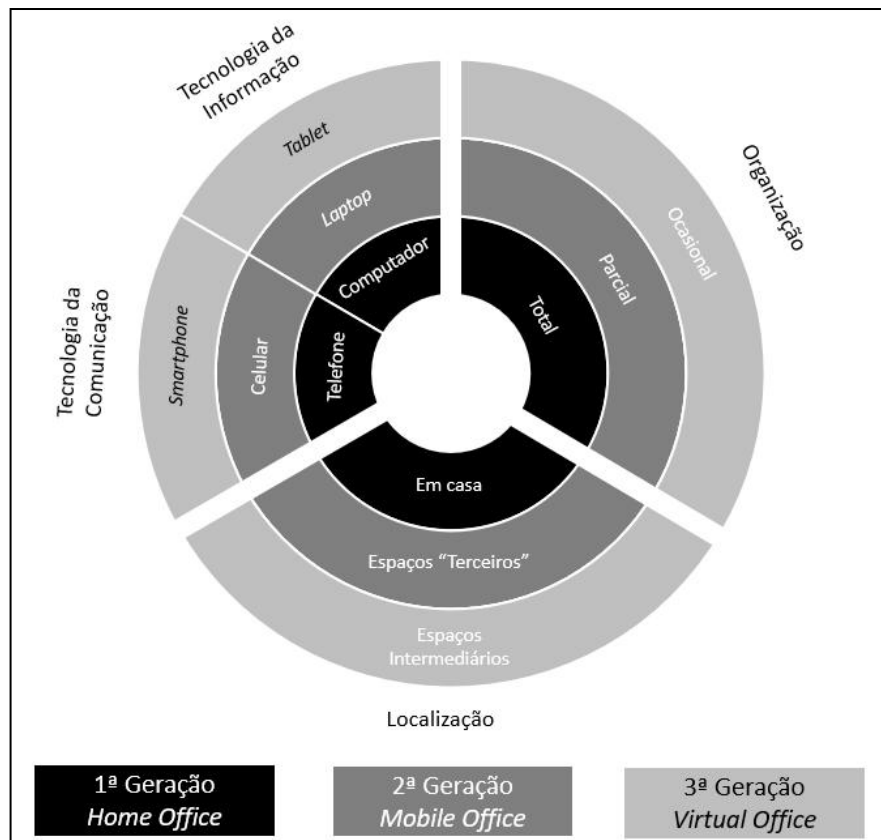 Tecnologia da
Informação
Tablet
Laptop
Computador
Organização
Ocasional
Parcial
Total
Tecnologia da
Comunicação
Smartphone
Celular
Telefone
Em casa
Espaços “Terceiros”
Espaços
Intermediários
Localização
1ª Geração
Home Office
2ª Geração
Mobile Office
3ª Geração
Virtual Office